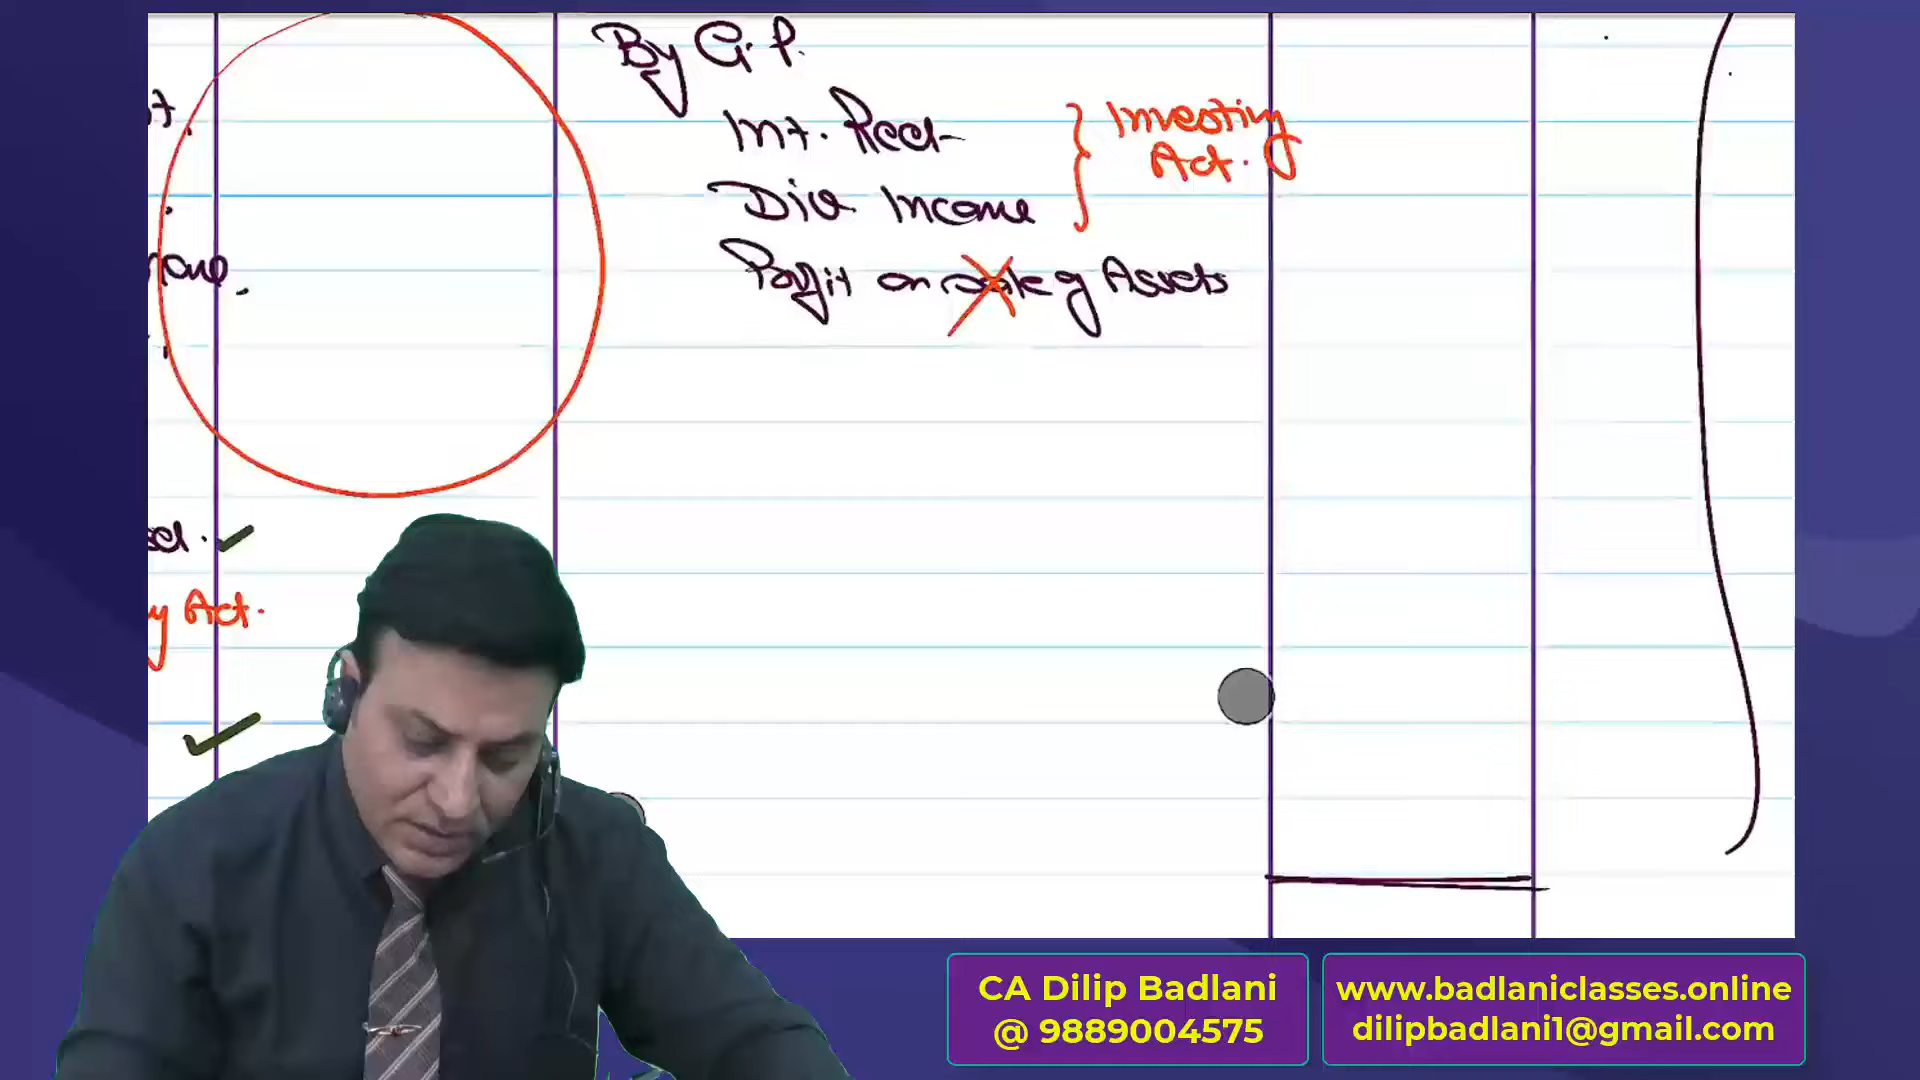 By G.P.
Int. Recd
Investing
Act.
Div. Income
Profit on sale of Assets
Act.
CA Dilip Badlani
@ 9889004575
www.badlaniclasses.online
dilipbadlani1@gmail.com